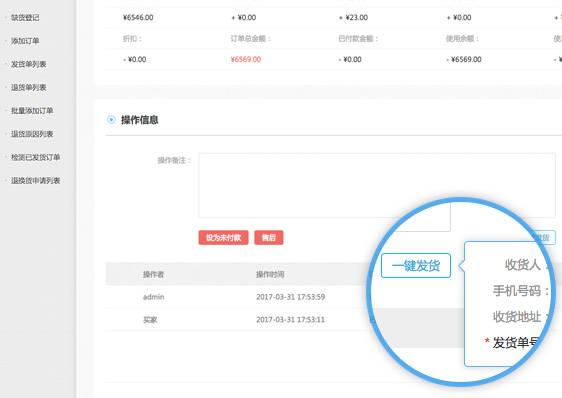 缺货登记
添加订单
发货单列表
退货单列表
批量添加订单
退货原因列表
检测已发货订单
退换货申请列表
¥6546.00 + ¥0.00 + ¥23.00 + ¥0.00 +
折扣： 订单总金额： 已付款金额： 使用余额： 使
- ¥0.00 ¥6569.00 - ¥0.00 - ¥6569.00 - ¥
操作信息
操作备注：
设为未付款 售后 发货
一键发货 收货人：
手机号码：
收货地址：
* 发货单号
操作者 操作时间
admin 2017-03-31 17:53:59
买家 2017-03-31 17:53:11